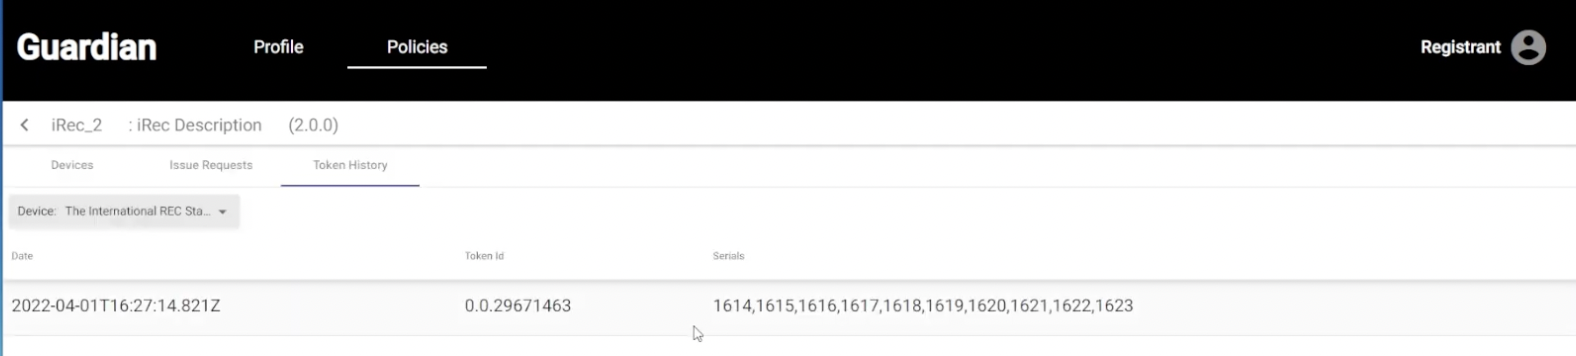 Guardian Profile Policies Registrant
iRec_2 : iRec Description (2.0.0)
Devices Issue Requests Token History
Device: The International REC Sta...
Date Token Id Serials
2022-04-01T16:27:14.821Z 0.0.29671463 1614,1615,1616,1617,1618,1619,1620,1621,1622,1623